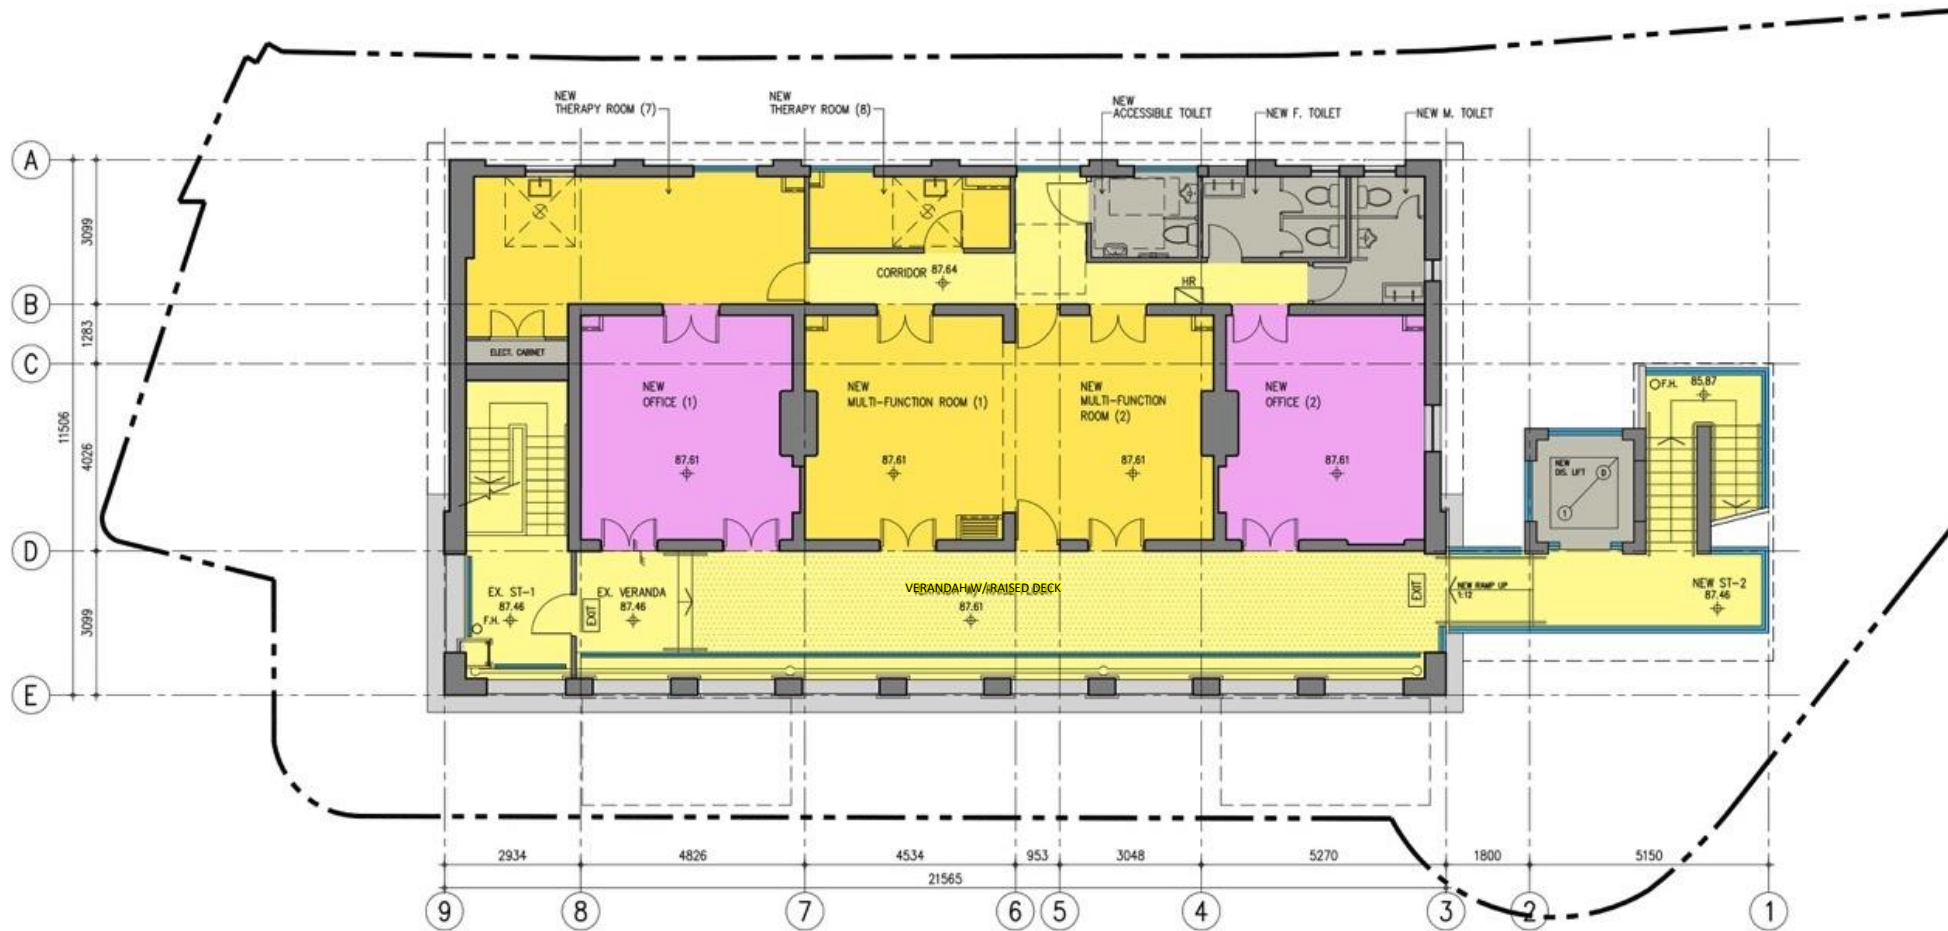 NEW
THERAPY ROOM (7)
NEW
THERAPY ROOM (8)
NEW
ACCESSIBLE TOILET
NEW F. TOILET
NEW M. TOILET
A
3099
CORRIDOR 87.64
HR
B
1283
ELECT. CABINET
C
NEW
OFFICE (1)
NEW
MULTI-FUNCTION ROOM (1)
NEW
MULTI-FUNCTION
ROOM (2)
NEW
OFFICE (2)
F.H.
85.87
11506
4026
87.61
87.61
87.61
87.61
NEW
DIS. LIFT
D
1
D
EX. ST-1
87.46
F.H.
EXIT
EX. VERANDA
87.46
VERANDAH W/ RAISED DECK
87.61
EXIT
NEW RAMP UP
1:12
NEW ST-2
87.46
3099
E
2934
4826
4534
953
3048
5270
1800
5150
21565
9
8
7
6
5
4
3
2
1